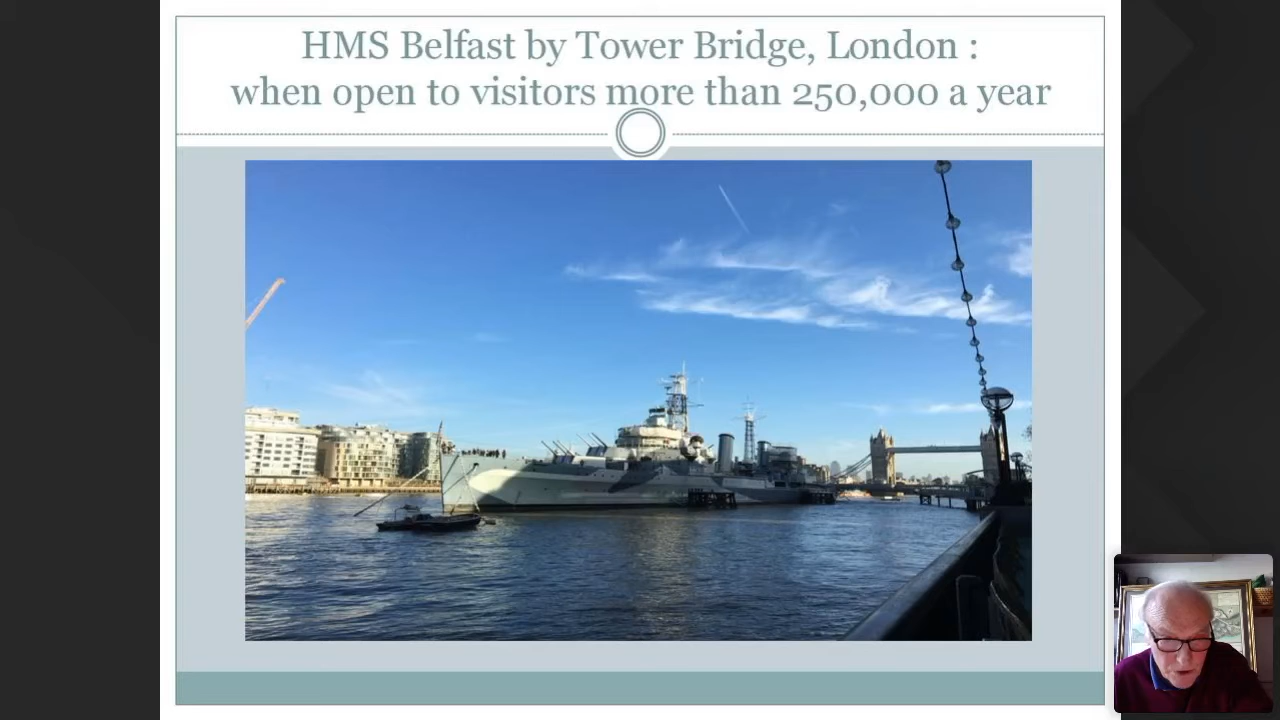 HMS Belfast by Tower Bridge, London :
when open to visitors more than 250,000 a year